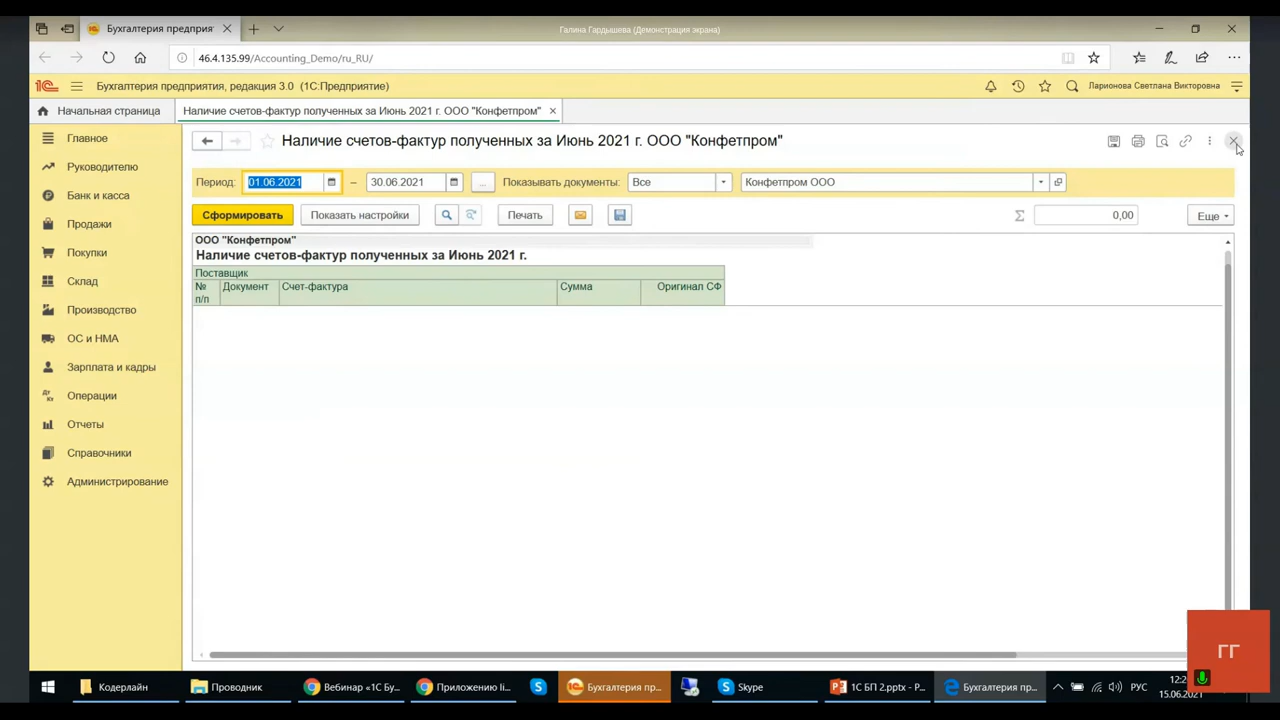 Бухгалтерия предприя
Галина Гардышева (Демонстрация экрана)
46.4.135.99/Accounting_Demo/ru_RU/
1С Бухгалтерия предприятия, редакция 3.0 (1С:Предприятие)
Ларионова Светлана Викторовна
Начальная страница
Наличие счетов-фактур полученных за Июнь 2021 г. ООО "Конфетпром"
Главное
Руководителю
Банк и касса
Продажи
Покупки
Склад
Производство
ОС и НМА
Зарплата и кадры
Операции
Отчеты
Справочники
Администрирование
Наличие счетов-фактур полученных за Июнь 2021 г. ООО "Конфетпром"
Период: 01.06.2021 – 30.06.2021 ... Показывать документы: Все Конфетпром ООО
Сформировать Показать настройки Печать Σ 0,00 Еще
ООО "Конфетпром"
Наличие счетов-фактур полученных за Июнь 2021 г.
Поставщик
№ п/п Документ Счет-фактура Сумма Оригинал СФ
ГГ
Кодерлайн Проводник Вебинар «1С Бу... Приложению li... Бухгалтерия пр... Skype 1С БП 2.pptx - P... Бухгалтерия пр... РУС
15.06.2021